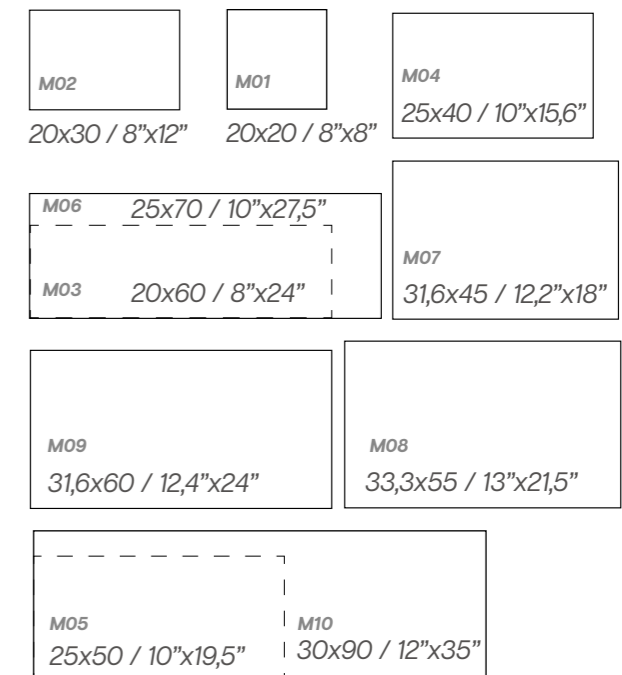 M02
20x30 / 8”x12”
M01
20x20 / 8”x8”
M04
25x40 / 10”x15,6”
M06 25x70 / 10”x27,5”
M03 20x60 / 8”x24”
M07
31,6x45 / 12,2”x18”
M09
31,6x60 / 12,4”x24”
M08
33,3x55 / 13”x21,5”
M05
25x50 / 10”x19,5”
M10
30x90 / 12”x35”